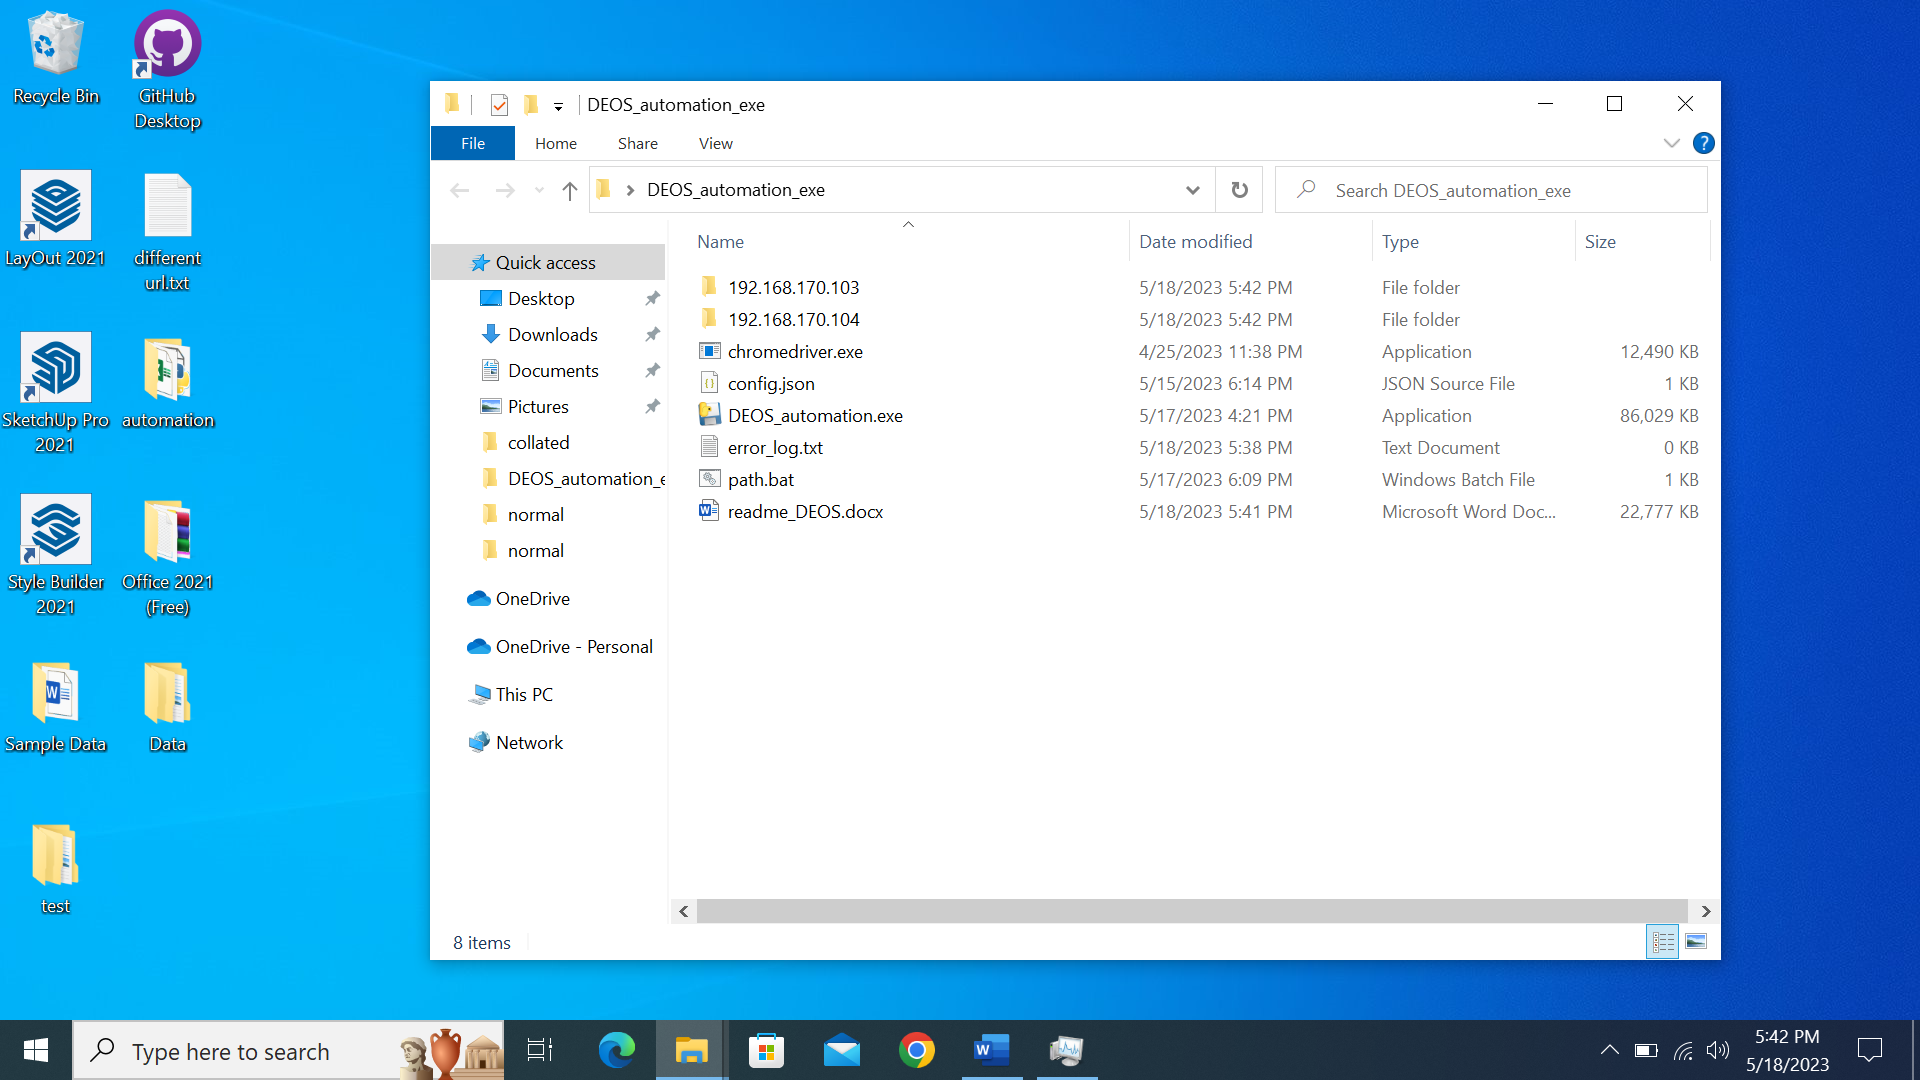 Recycle Bin
GitHub
Desktop
LayOut 2021
different
url.txt
SketchUp Pro
2021
automation
Style Builder
2021
Office 2021
(Free)
Sample Data
Data
test
DEOS_automation_exe
File
Home
Share
View
?
DEOS_automation_exe
Search DEOS_automation_exe
Quick access
Desktop
Downloads
Documents
Pictures
collated
DEOS_automation_e
normal
normal
OneDrive
OneDrive - Personal
This PC
Network
Name Date modified Type Size
192.168.170.103 5/18/2023 5:42 PM File folder
192.168.170.104 5/18/2023 5:42 PM File folder
chromedriver.exe 4/25/2023 11:38 PM Application 12,490 KB
config.json 5/15/2023 6:14 PM JSON Source File 1 KB
DEOS_automation.exe 5/17/2023 4:21 PM Application 86,029 KB
error_log.txt 5/18/2023 5:38 PM Text Document 0 KB
path.bat 5/17/2023 6:09 PM Windows Batch File 1 KB
readme_DEOS.docx 5/18/2023 5:41 PM Microsoft Word Doc... 22,777 KB
8 items
Type here to search
5:42 PM
5/18/2023